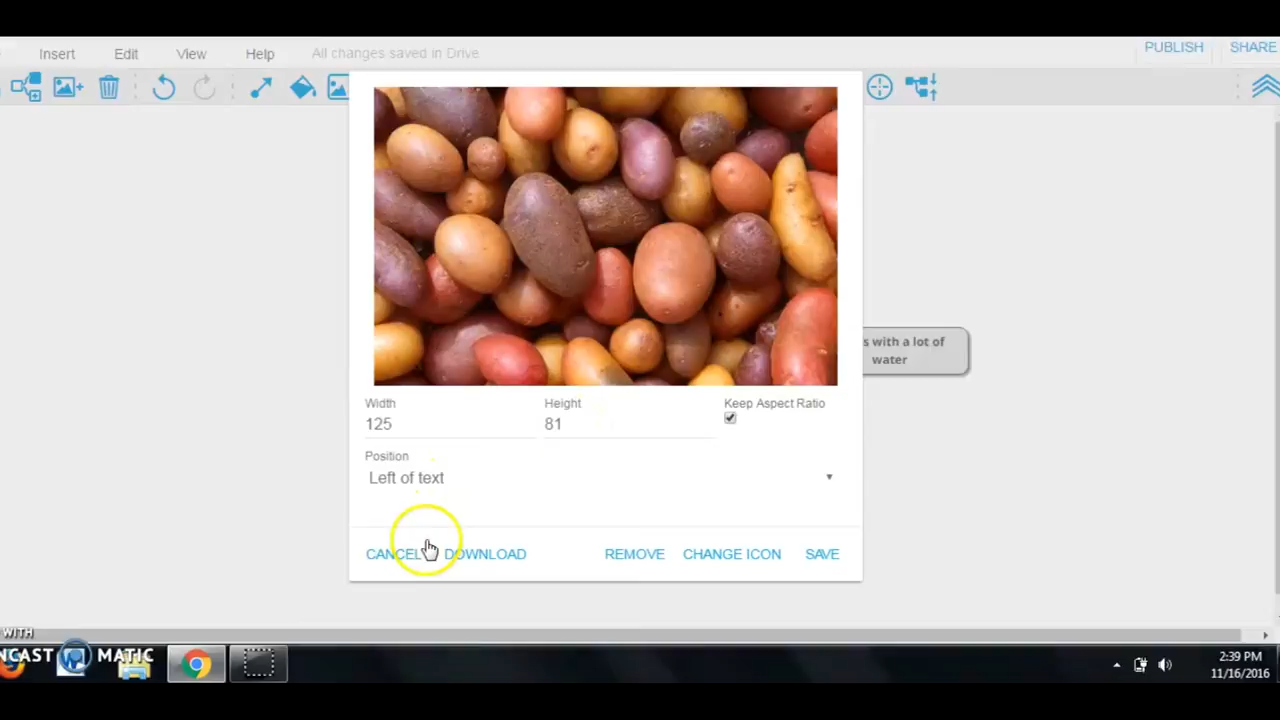 Insert Edit View Help All changes saved in Drive PUBLISH SHARE
s with a lot of
water
Width Height Keep Aspect Ratio
125 81
Position
Left of text
CANCEL DOWNLOAD REMOVE CHANGE ICON SAVE
WITH
NCAST MATIC
2:39 PM
11/16/2016